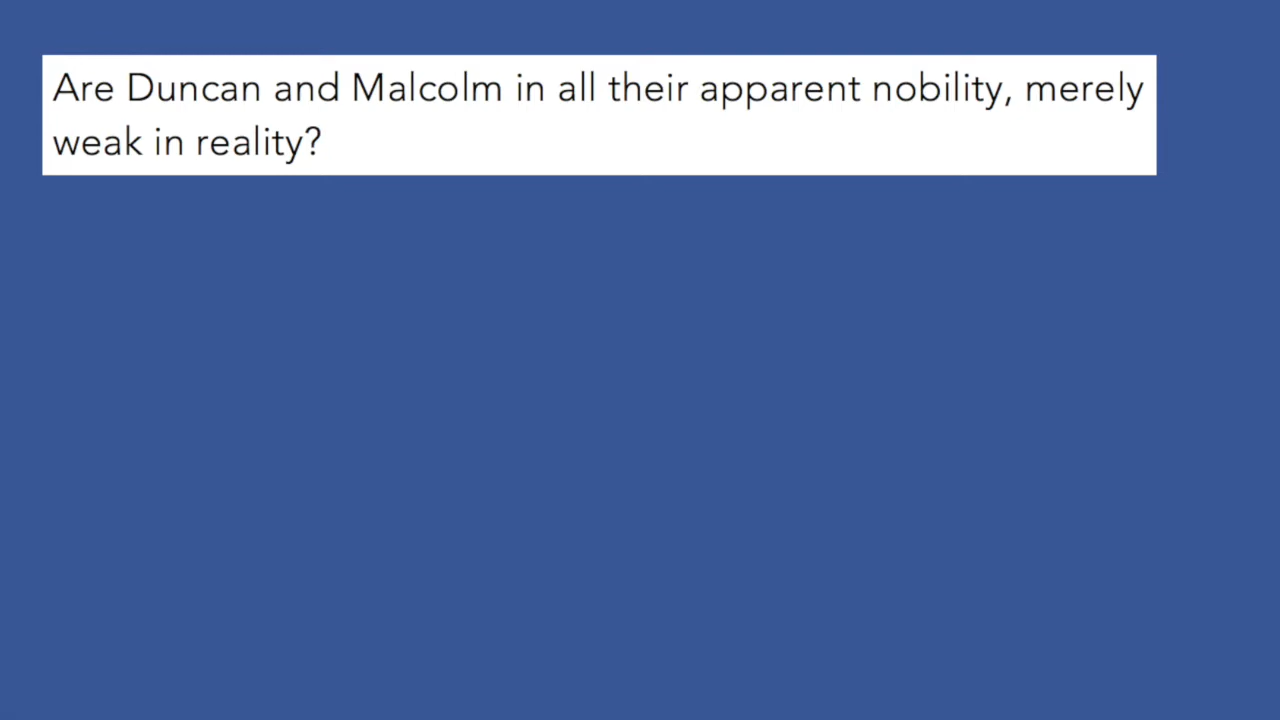 Are Duncan and Malcolm in all their apparent nobility, merely
weak in reality?